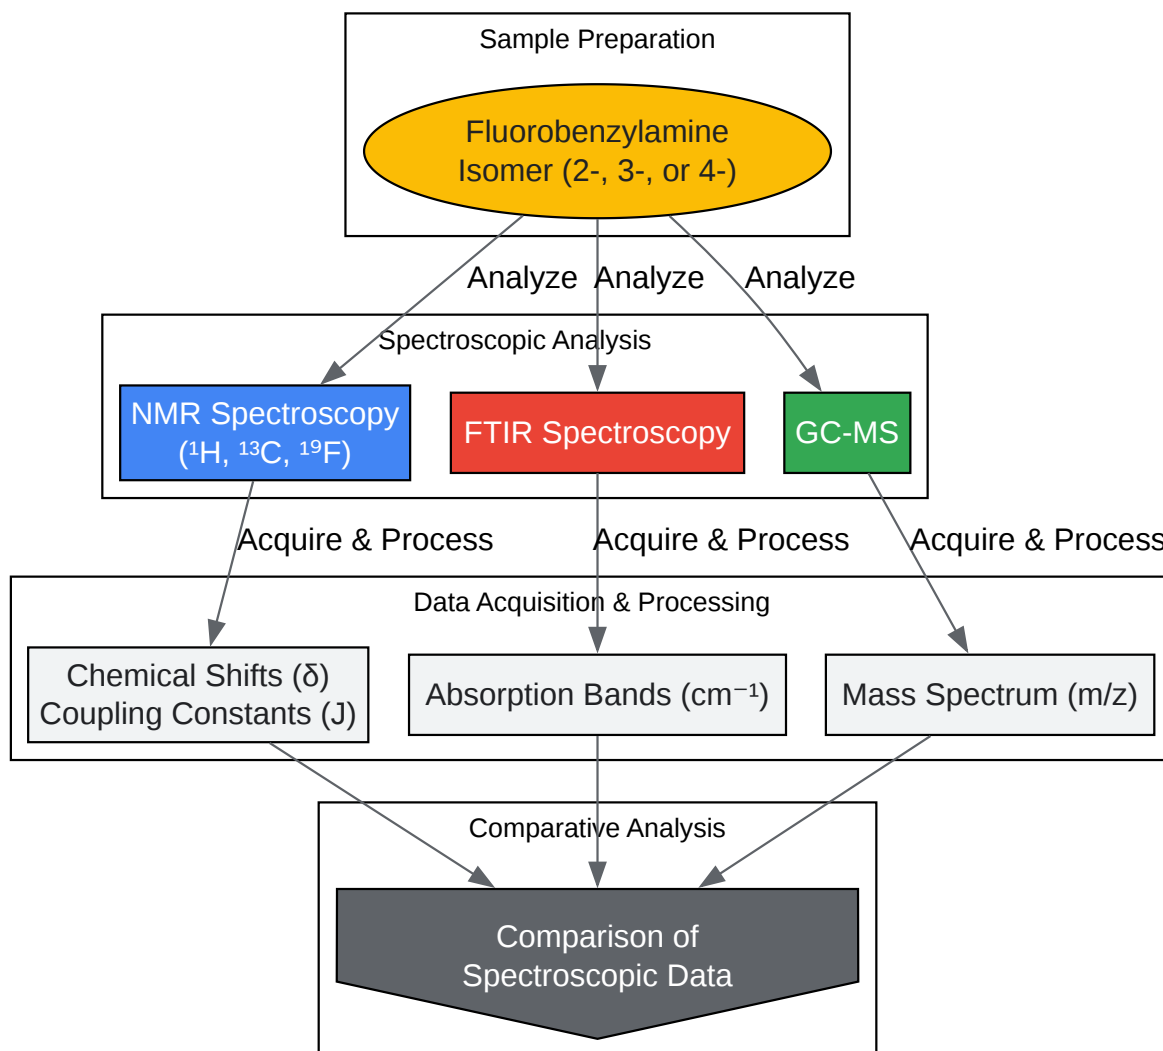 Sample Preparation
Fluorobenzylamine
Isomer (2-, 3-, or 4-)
Analyze
Analyze
Analyze
Spectroscopic Analysis
NMR Spectroscopy
(¹H, ¹³C, ¹⁹F)
FTIR Spectroscopy
GC-MS
Acquire & Process
Acquire & Process
Acquire & Process
Data Acquisition & Processing
Chemical Shifts (δ)
Coupling Constants (J)
Absorption Bands (cm⁻¹)
Mass Spectrum (m/z)
Comparative Analysis
Comparison of
Spectroscopic Data